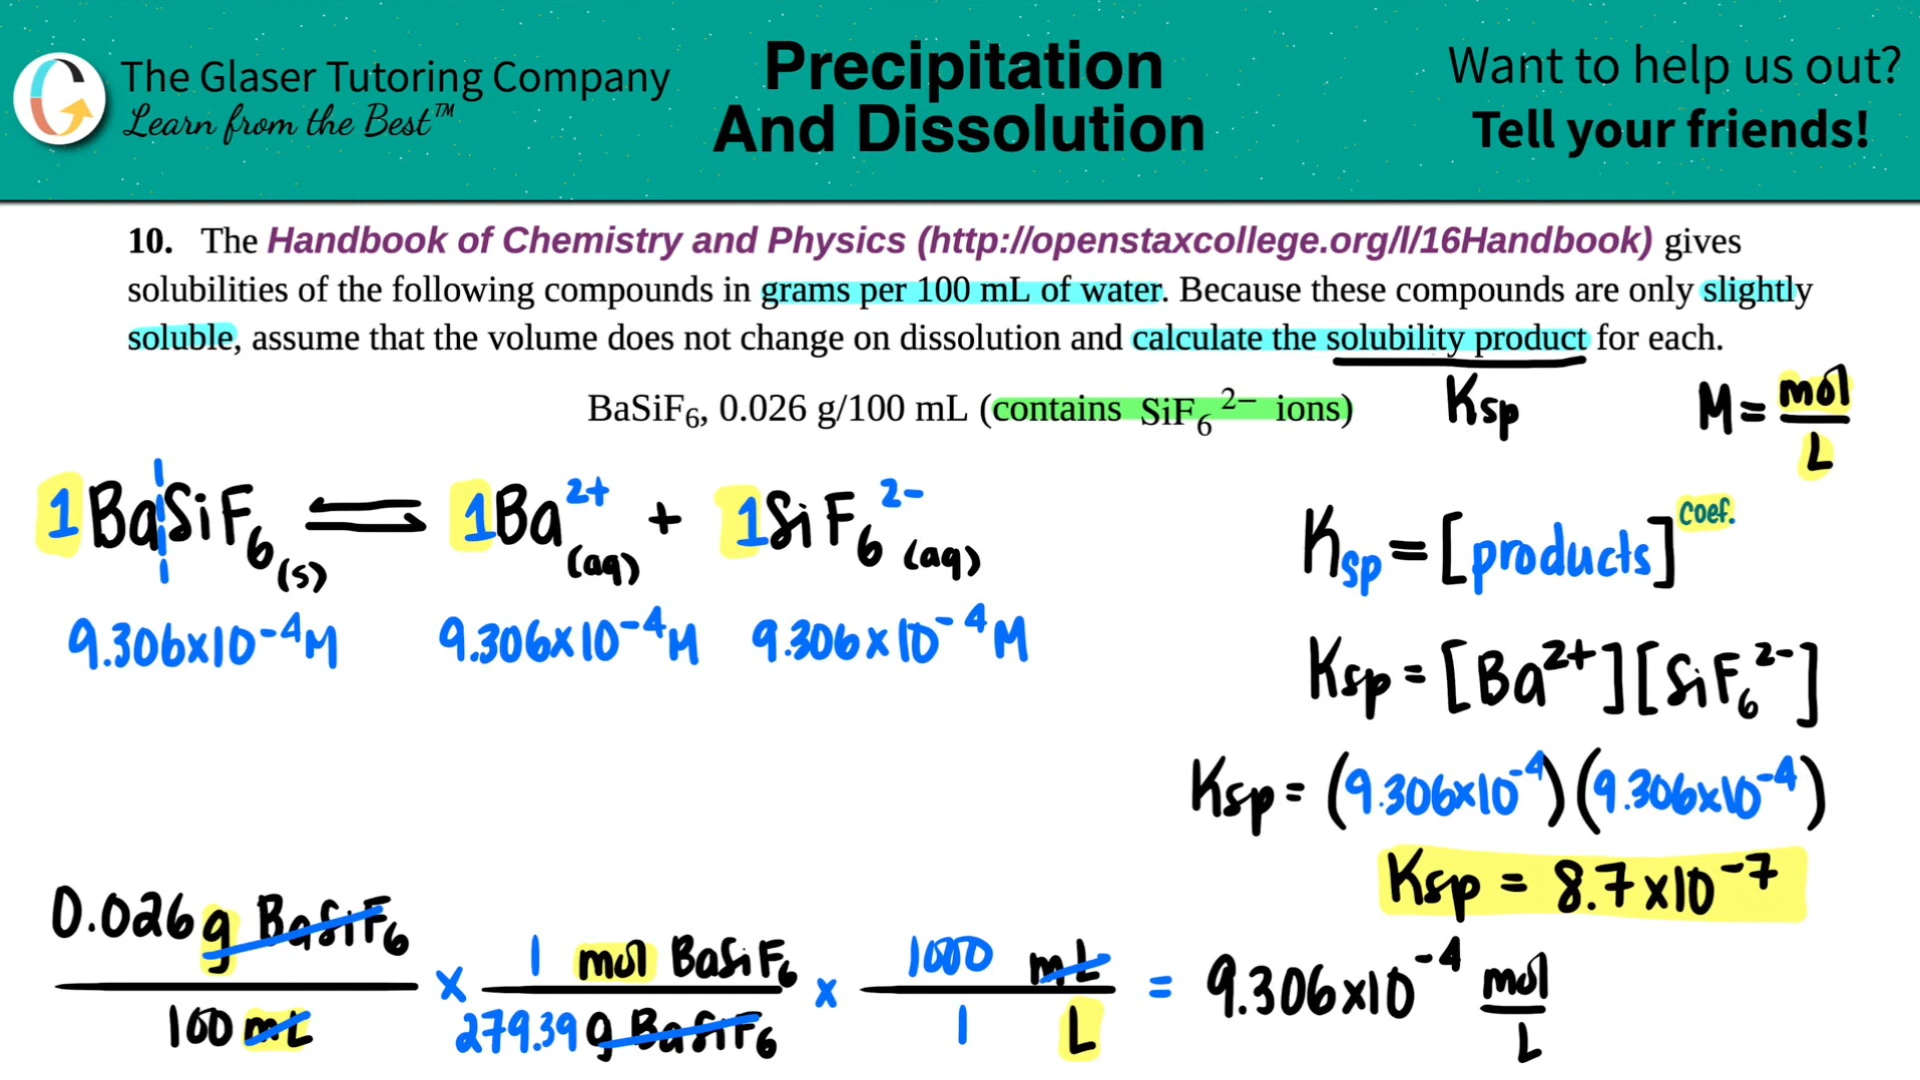 The Glaser Tutoring Company
Learn from the Best™
Precipitation
And Dissolution
Want to help us out?
Tell your friends!
10. The Handbook of Chemistry and Physics (http://openstaxcollege.org/l/16Handbook) gives
solubilities of the following compounds in grams per 100 mL of water. Because these compounds are only slightly
soluble, assume that the volume does not change on dissolution and calculate the solubility product for each.
BaSiF₆, 0.026 g/100 mL (contains SiF₆²⁻ ions)
Ksp
M = mol/L
1BaSiF₆(s) ⇌ 1Ba²⁺(aq) + 1SiF₆²⁻(aq)
9.306x10⁻⁴M 9.306x10⁻⁴M 9.306x10⁻⁴M
Ksp = [products]^coef.
Ksp = [Ba²⁺][SiF₆²⁻]
Ksp = (9.306x10⁻⁴)(9.306x10⁻⁴)
Ksp = 8.7x10⁻⁷
0.026 g BaSiF₆ / 100 mL x 1 mol BaSiF₆ / 279.39 g BaSiF₆ x 1000 mL / 1 L = 9.306x10⁻⁴ mol/L